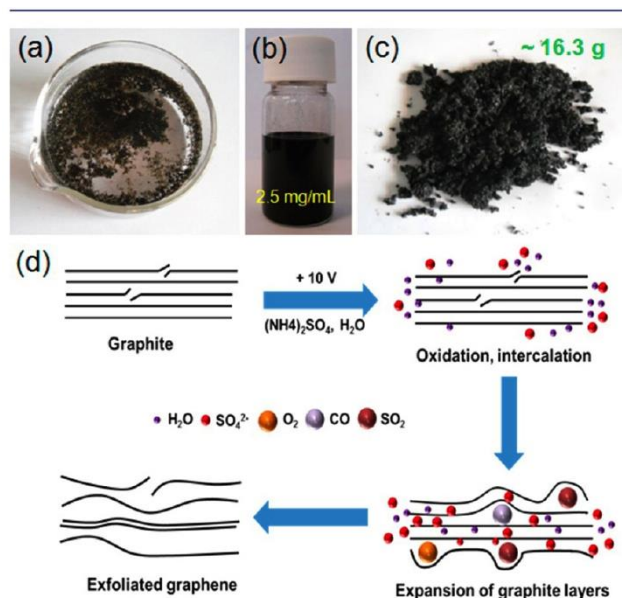 (a)
(b)
(c)
~ 16.3 g
2.5 mg/mL
(d)
+ 10 V
(NH4)₂SO₄, H₂O
Graphite
Oxidation, intercalation
H₂O SO₄²⁻ O₂ CO SO₂
Exfoliated graphene
Expansion of graphite layers